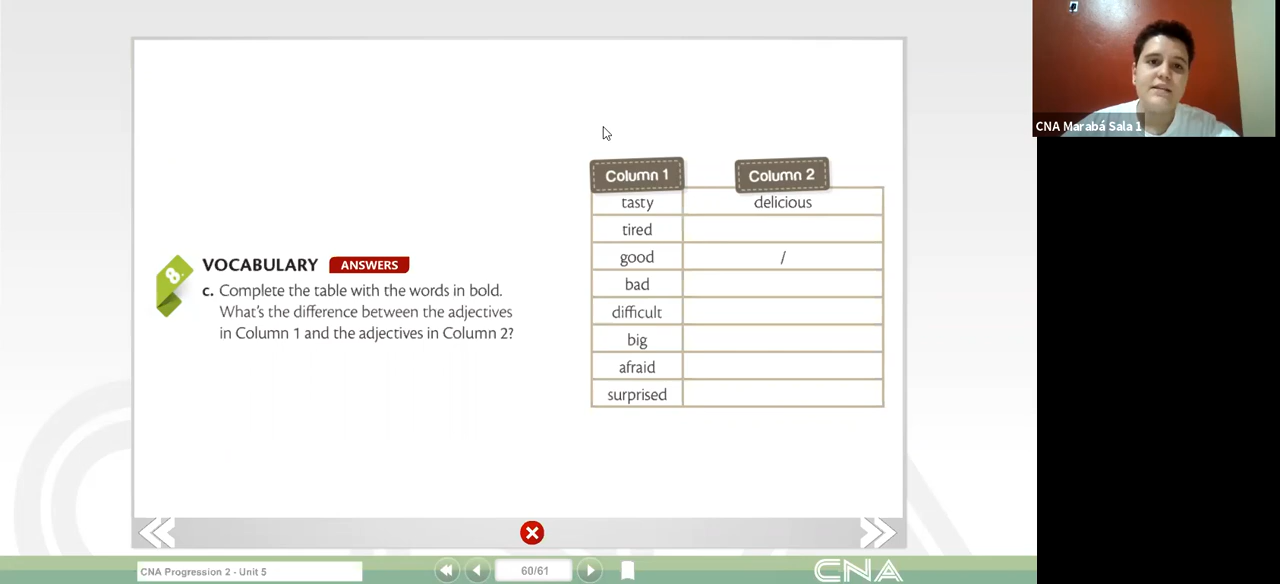 CNA Marabá Sala 1
Column 1 Column 2
tasty delicious
tired
good /
bad
difficult
big
afraid
surprised
8.
VOCABULARY ANSWERS
c. Complete the table with the words in bold.
What's the difference between the adjectives
in Column 1 and the adjectives in Column 2?
CNA Progression 2 - Unit 5
60/61
CNA